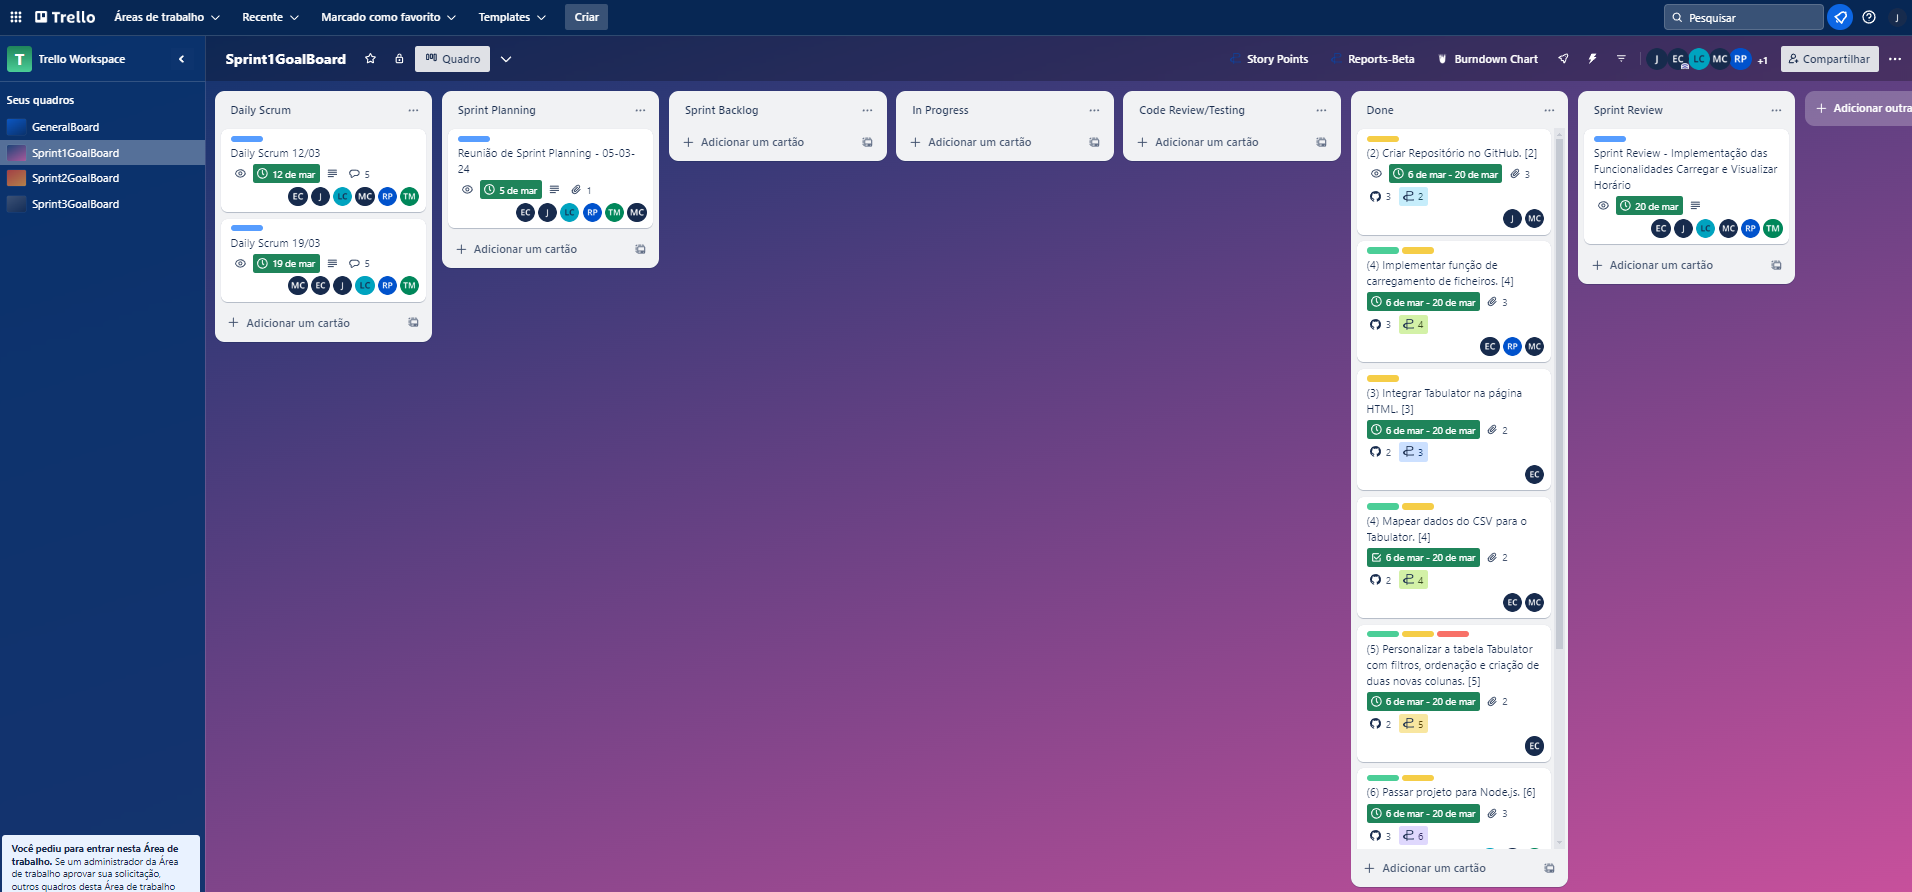 Trello
Áreas de trabalho
Recente
Marcado como favorito
Templates
Criar
Pesquisar
J
T
Trello Workspace
Sprint1GoalBoard
Quadro
Story Points
Reports-Beta
Burndown Chart
J EC LC MC RP +1
Compartilhar
Seus quadros
GeneralBoard
Sprint1GoalBoard
Sprint2GoalBoard
Sprint3GoalBoard
Você pediu para entrar nesta Área de
trabalho. Se um administrador da Área
de trabalho aprovar sua solicitação,
outros quadros desta Área de trabalho
Daily Scrum
Daily Scrum 12/03
12 de mar 5
EC J LC MC RP TM
Daily Scrum 19/03
19 de mar 5
MC EC J LC RP TM
+ Adicionar um cartão
Sprint Planning
Reunião de Sprint Planning - 05-03-
24
5 de mar 1
EC J LC RP TM MC
+ Adicionar um cartão
Sprint Backlog
+ Adicionar um cartão
In Progress
+ Adicionar um cartão
Code Review/Testing
+ Adicionar um cartão
Done
(2) Criar Repositório no GitHub. [2]
6 de mar - 20 de mar 3
3 2
J MC
(4) Implementar função de
carregamento de ficheiros. [4]
6 de mar - 20 de mar 3
3 4
EC RP MC
(3) Integrar Tabulator na página
HTML. [3]
6 de mar - 20 de mar 2
2 3
EC
(4) Mapear dados do CSV para o
Tabulator. [4]
6 de mar - 20 de mar 2
2 4
EC MC
(5) Personalizar a tabela Tabulator
com filtros, ordenação e criação de
duas novas colunas. [5]
6 de mar - 20 de mar 2
2 5
EC
(6) Passar projeto para Node.js. [6]
6 de mar - 20 de mar 3
3 6
+ Adicionar um cartão
Sprint Review
Sprint Review - Implementação das
Funcionalidades Carregar e Visualizar
Horário
20 de mar
EC J LC MC RP TM
+ Adicionar um cartão
+ Adicionar outra